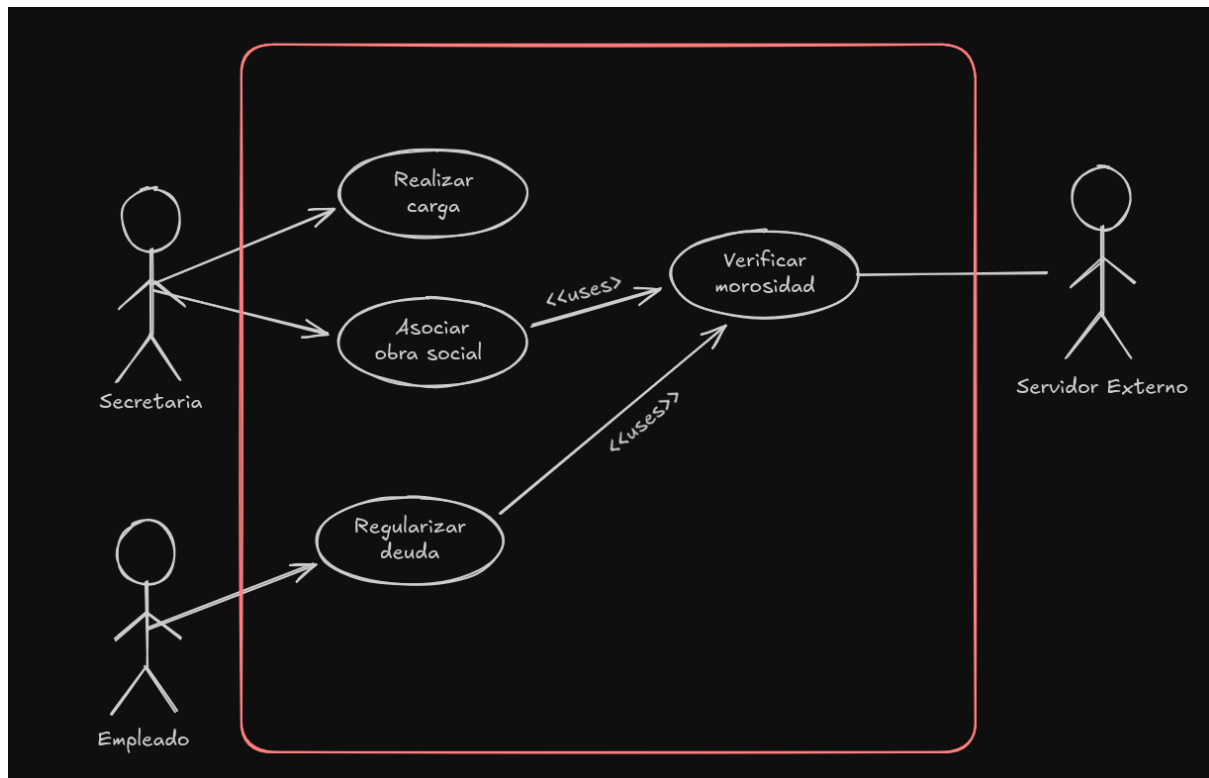 Realizar
carga
Verificar
morosidad
<<uses>
Asociar
obra social
Servidor Externo
Secretaria
<<uses>>
Regularizar
deuda
Empleado